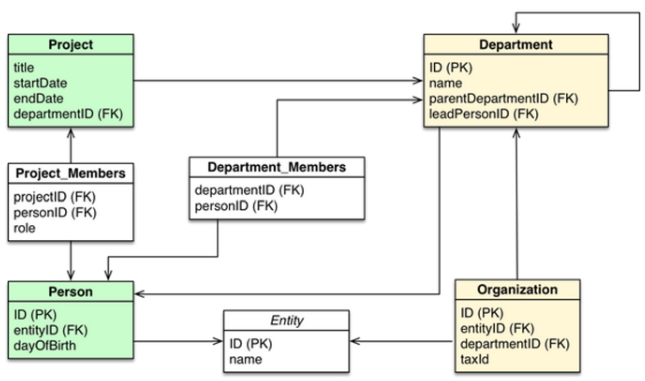 Project
title
startDate
endDate
departmentID (FK)
Department
ID (PK)
name
parentDepartmentID (FK)
leadPersonID (FK)
Project_Members
projectID (FK)
personID (FK)
role
Department_Members
departmentID (FK)
personID (FK)
Person
ID (PK)
entityID (FK)
dayOfBirth
Entity
ID (PK)
name
Organization
ID (PK)
entityID (FK)
departmentID (FK)
taxId